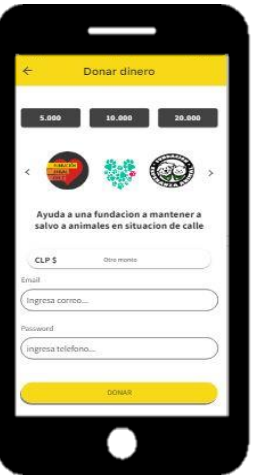 ← Donar dinero
5.000 10.000 20.000
< >
Ayuda a una fundacion a mantener a
salvo a animales en situacion de calle
CLP $ Otro monto
Email
Ingresa correo...
Password
ingresa telefono...
DONAR